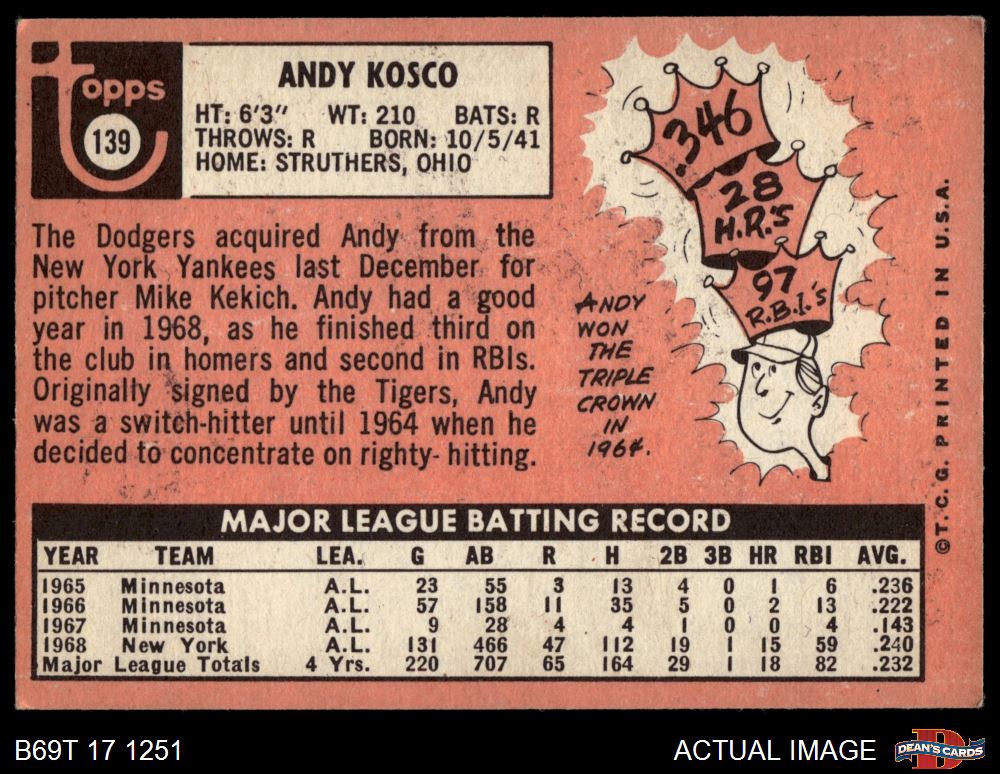 Topps
139
ANDY KOSCO
HT: 6'3" WT: 210 BATS: R
THROWS: R BORN: 10/5/41
HOME: STRUTHERS, OHIO
The Dodgers acquired Andy from the
New York Yankees last December for
pitcher Mike Kekich. Andy had a good
year in 1968, as he finished third on
the club in homers and second in RBIs.
Originally signed by the Tigers, Andy
was a switch-hitter until 1964 when he
decided to concentrate on righty- hitting.
.346
28
H.R.'S
97
R.B.I.'S
ANDY
WON
THE
TRIPLE
CROWN
IN
1964.
©T.C.G. PRINTED IN U.S.A.
MAJOR LEAGUE BATTING RECORD
YEAR TEAM LEA. G AB R H 2B 3B HR RBI AVG.
1965 Minnesota A.L. 23 55 3 13 4 0 1 6 .236
1966 Minnesota A.L. 57 158 11 35 5 0 2 13 .222
1967 Minnesota A.L. 9 28 4 4 1 0 0 4 .143
1968 New York A.L. 131 466 47 112 19 1 15 59 .240
Major League Totals 4 Yrs. 220 707 65 164 29 1 18 82 .232
B69T 17 1251
ACTUAL IMAGE
DEAN'S CARDS